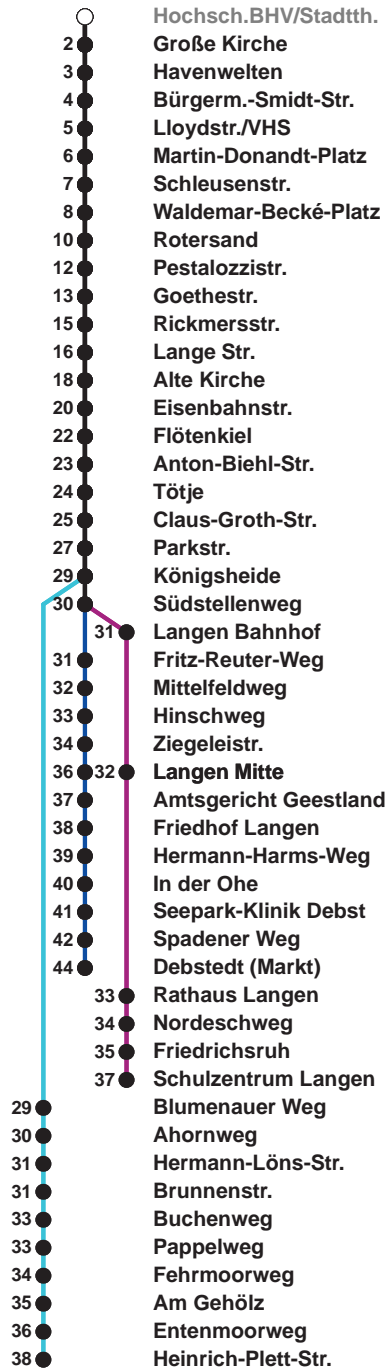 Hochsch.BHV/Stadtth.
2 Große Kirche
3 Havenwelten
4 Bürgerm.-Smidt-Str.
5 Lloydstr./VHS
6 Martin-Donandt-Platz
7 Schleusenstr.
8 Waldemar-Becké-Platz
10 Rotersand
12 Pestalozzistr.
13 Goethestr.
15 Rickmersstr.
16 Lange Str.
18 Alte Kirche
20 Eisenbahnstr.
22 Flötenkiel
23 Anton-Biehl-Str.
24 Tötje
25 Claus-Groth-Str.
27 Parkstr.
29 Königsheide
30 Südstellenweg
31 Langen Bahnhof
31 Fritz-Reuter-Weg
32 Mittelfeldweg
33 Hinschweg
34 Ziegeleistr.
36 32 Langen Mitte
37 Amtsgericht Geestland
38 Friedhof Langen
39 Hermann-Harms-Weg
40 In der Ohe
41 Seepark-Klinik Debst
42 Spadener Weg
44 Debstedt (Markt)
33 Rathaus Langen
34 Nordeschweg
35 Friedrichsruh
37 Schulzentrum Langen
29 Blumenauer Weg
30 Ahornweg
31 Hermann-Löns-Str.
31 Brunnenstr.
33 Buchenweg
33 Pappelweg
34 Fehrmoorweg
35 Am Gehölz
36 Entenmoorweg
38 Heinrich-Plett-Str.